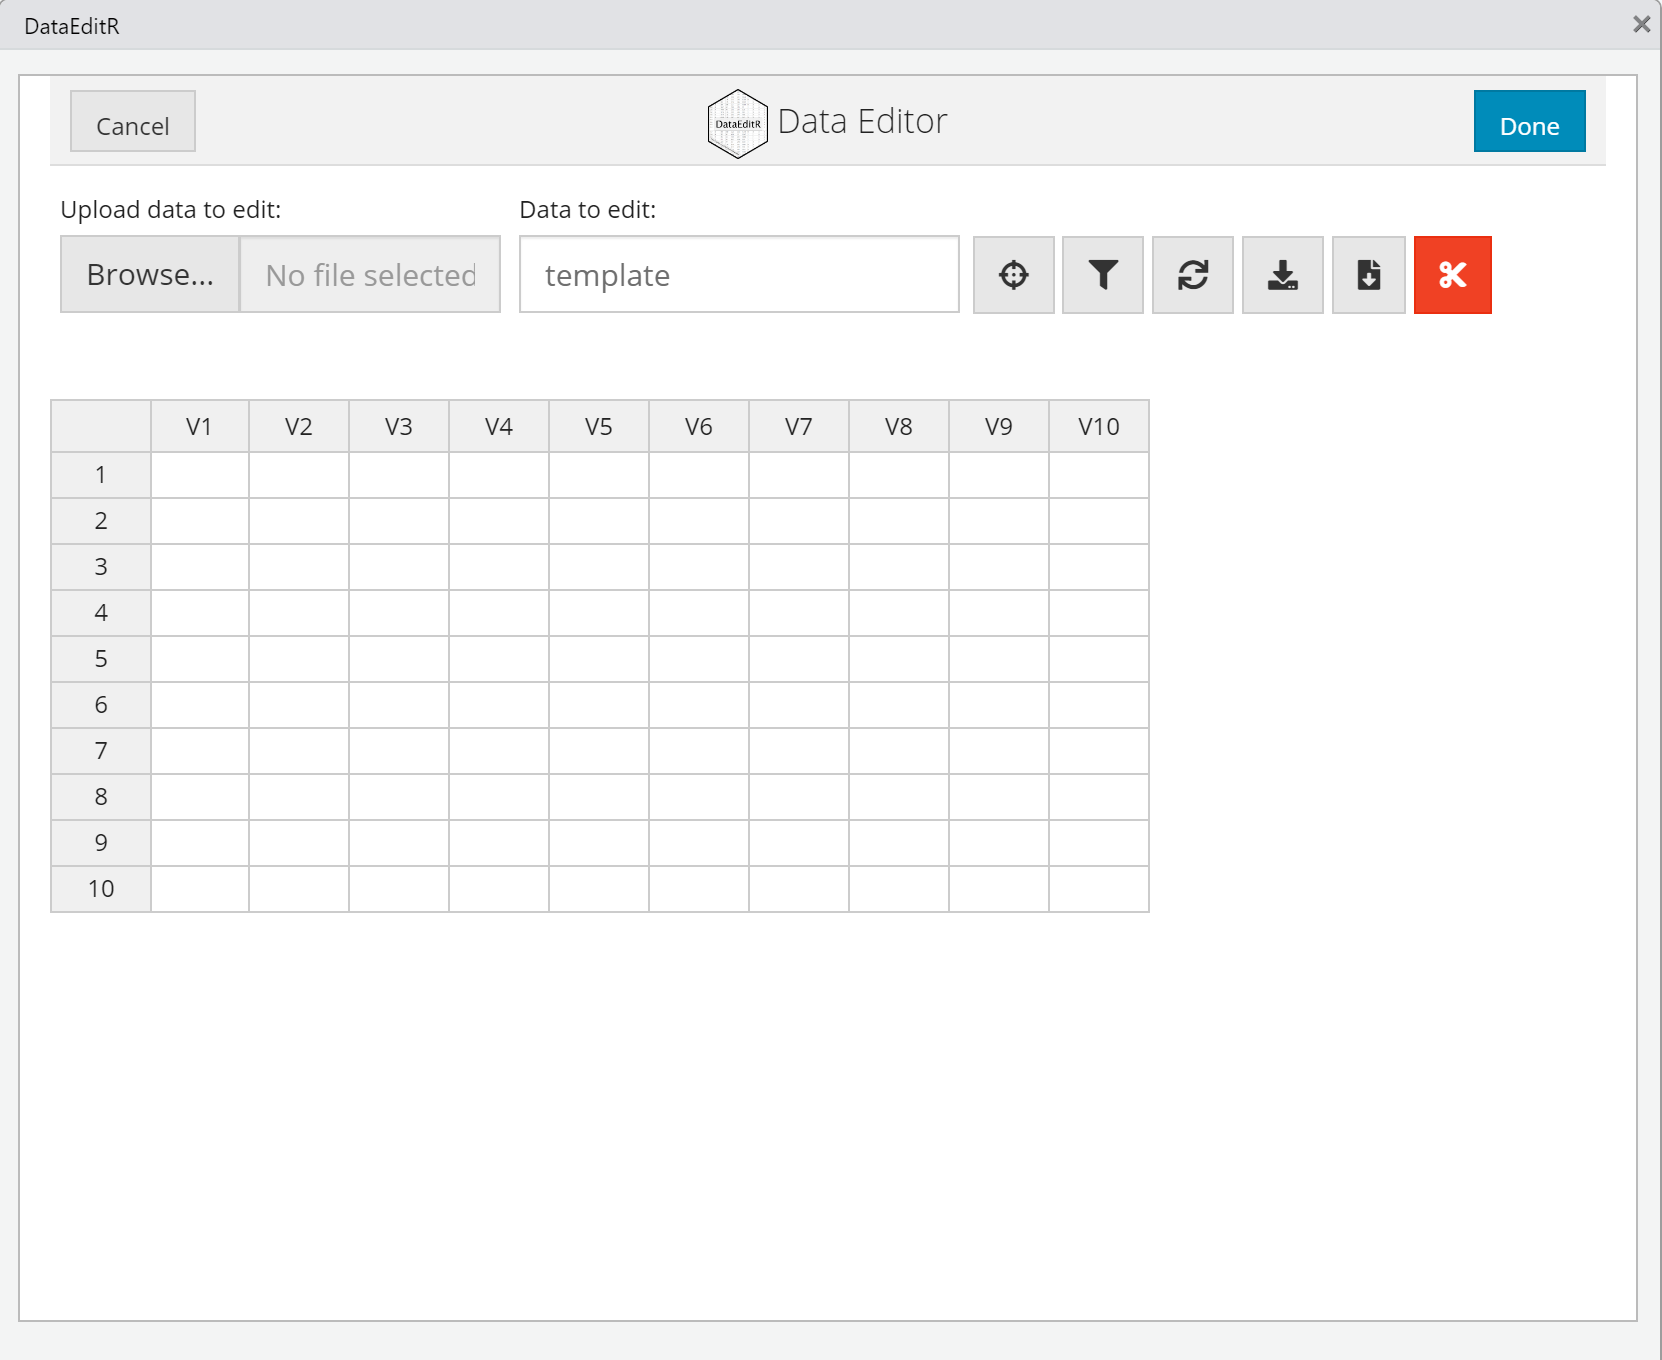 DataEditR
Cancel
DataEditR
Data Editor
Done
Upload data to edit:
Data to edit:
Browse...
No file selected
template
V1 V2 V3 V4 V5 V6 V7 V8 V9 V10
1
2
3
4
5
6
7
8
9
10